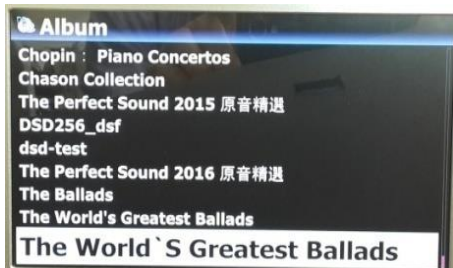 Album
Chopin : Piano Concertos
Chason Collection
The Perfect Sound 2015 原音精選
DSD256_dsf
dsd-test
The Perfect Sound 2016 原音精選
The Ballads
The World's Greatest Ballads
The World`S Greatest Ballads